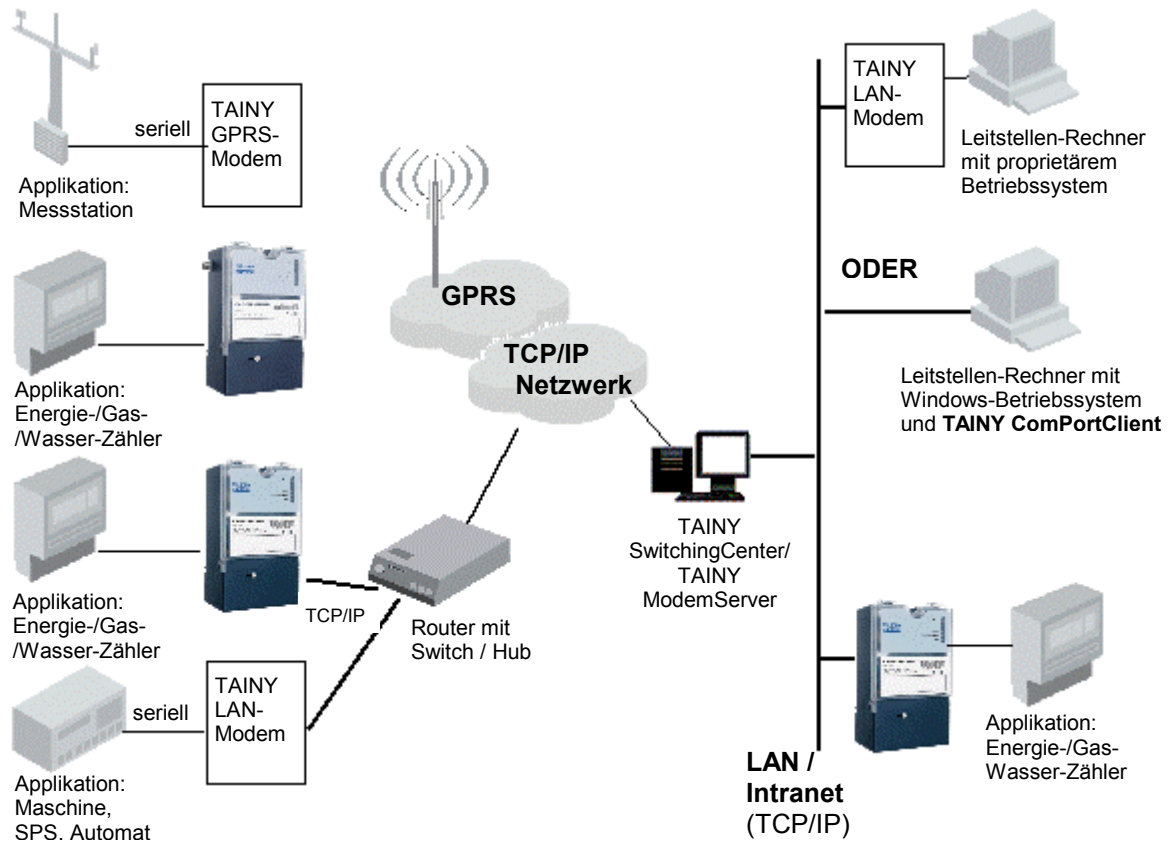 seriell
TAINY
GPRS-
Modem
Applikation:
Messstation
Applikation:
Energie-/Gas-
/Wasser-Zähler
Applikation:
Energie-/Gas-
/Wasser-Zähler
seriell
TAINY
LAN-
Modem
Applikation:
Maschine,
SPS. Automat
TCP/IP
Router mit
Switch / Hub
GPRS
TCP/IP
Netzwerk
TAINY
SwitchingCenter/
TAINY
ModemServer
TAINY
LAN-
Modem
Leitstellen-Rechner
mit proprietärem
Betriebssystem
ODER
Leitstellen-Rechner mit
Windows-Betriebssystem
und TAINY ComPortClient
Applikation:
Energie-/Gas-
Wasser-Zähler
LAN /
Intranet
(TCP/IP)